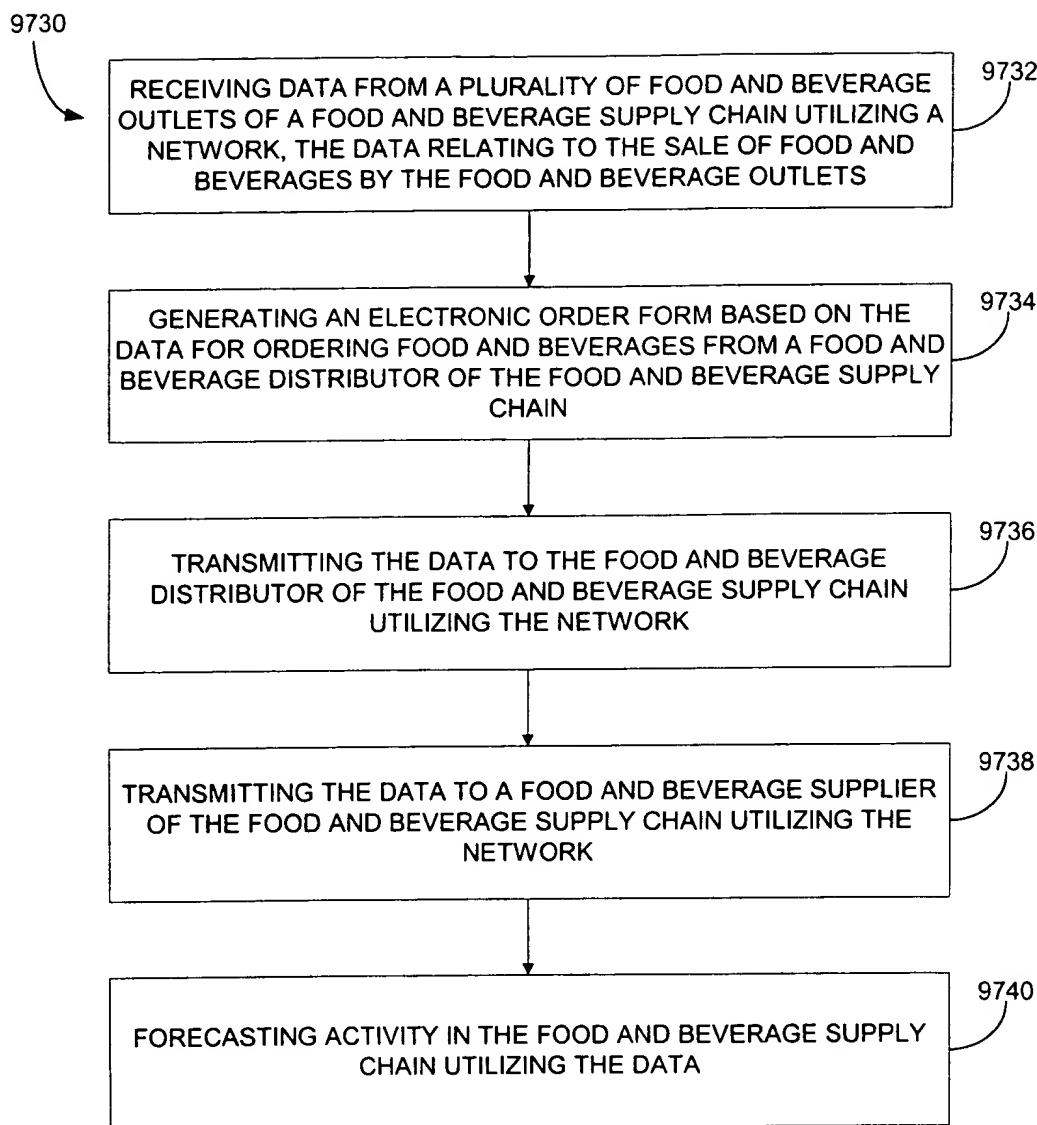 9730
9732
RECEIVING DATA FROM A PLURALITY OF FOOD AND BEVERAGE
OUTLETS OF A FOOD AND BEVERAGE SUPPLY CHAIN UTILIZING A
NETWORK, THE DATA RELATING TO THE SALE OF FOOD AND
BEVERAGES BY THE FOOD AND BEVERAGE OUTLETS
9734
GENERATING AN ELECTRONIC ORDER FORM BASED ON THE
DATA FOR ORDERING FOOD AND BEVERAGES FROM A FOOD AND
BEVERAGE DISTRIBUTOR OF THE FOOD AND BEVERAGE SUPPLY
CHAIN
9736
TRANSMITTING THE DATA TO THE FOOD AND BEVERAGE
DISTRIBUTOR OF THE FOOD AND BEVERAGE SUPPLY CHAIN
UTILIZING THE NETWORK
9738
TRANSMITTING THE DATA TO A FOOD AND BEVERAGE SUPPLIER
OF THE FOOD AND BEVERAGE SUPPLY CHAIN UTILIZING THE
NETWORK
9740
FORECASTING ACTIVITY IN THE FOOD AND BEVERAGE SUPPLY
CHAIN UTILIZING THE DATA